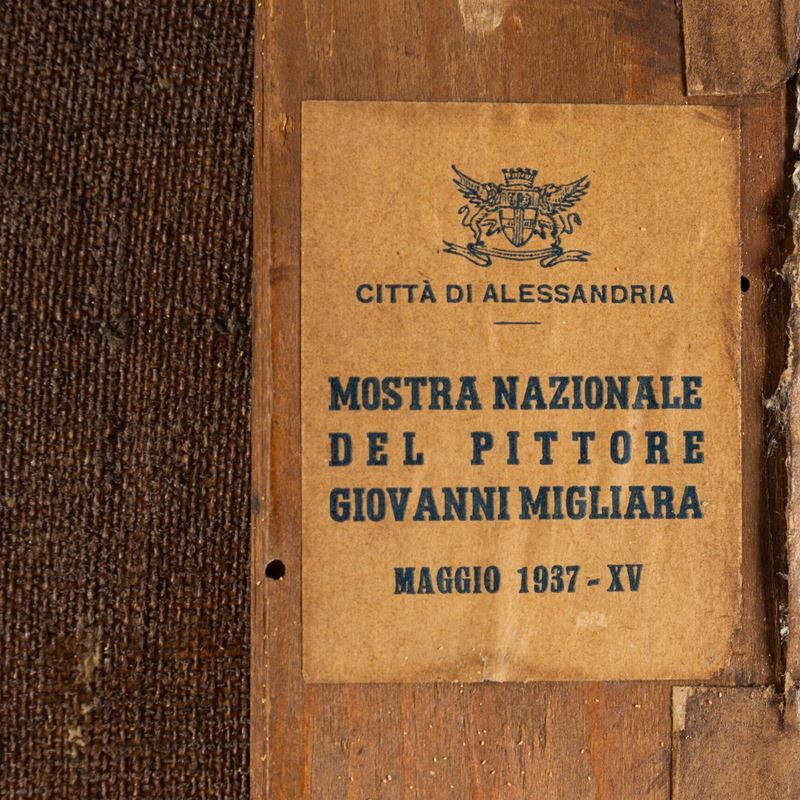 CITTÀ DI ALESSANDRIA
MOSTRA NAZIONALE
DEL PITTORE
GIOVANNI MIGLIARA
MAGGIO 1937 - XV